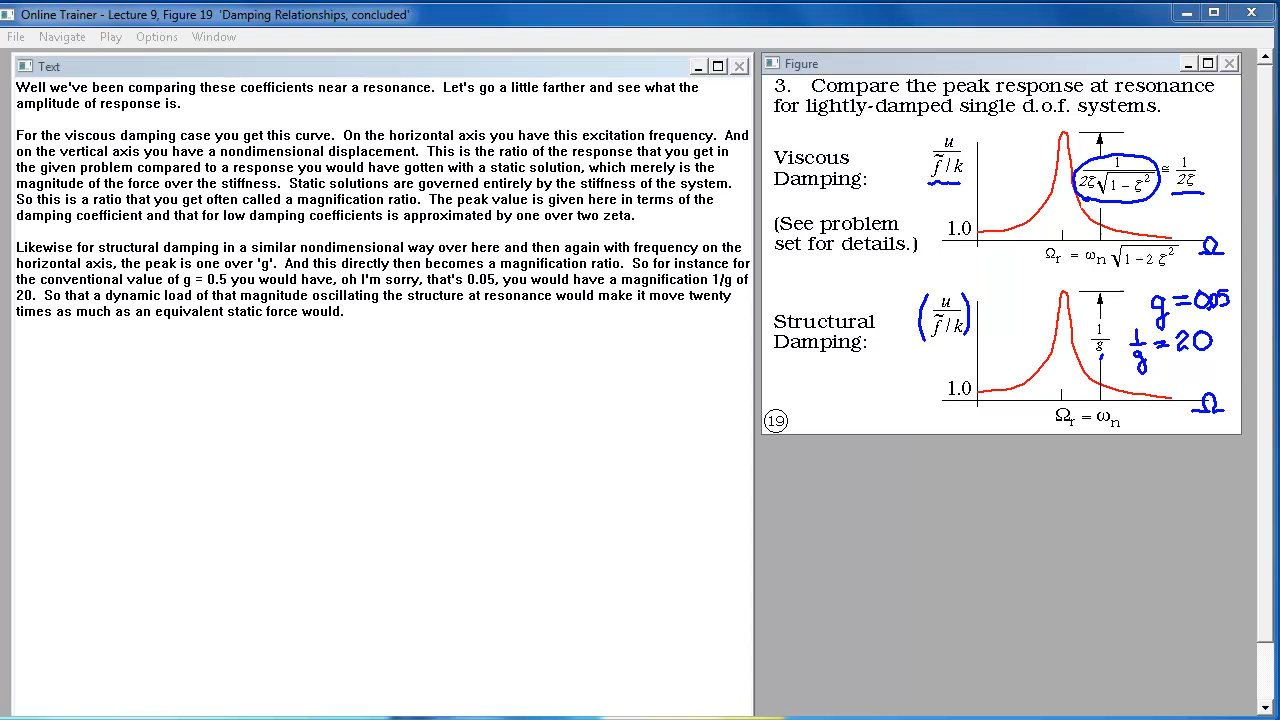 Online Trainer - Lecture 9, Figure 19 'Damping Relationships, concluded'
File Navigate Play Options Window
Text
Well we've been comparing these coefficients near a resonance. Let's go a little farther and see what the
amplitude of response is.
For the viscous damping case you get this curve. On the horizontal axis you have this excitation frequency. And
on the vertical axis you have a nondimensional displacement. This is the ratio of the response that you get in
the given problem compared to a response you would have gotten with a static solution, which merely is the
magnitude of the force over the stiffness. Static solutions are governed entirely by the stiffness of the system.
So this is a ratio that you get often called a magnification ratio. The peak value is given here in terms of the
damping coefficient and that for low damping coefficients is approximated by one over two zeta.
Likewise for structural damping in a similar nondimensional way over here and then again with frequency on the
horizontal axis, the peak is one over 'g'. And this directly then becomes a magnification ratio. So for instance for
the conventional value of g = 0.5 you would have, oh I'm sorry, that's 0.05, you would have a magnification 1/g of
20. So that a dynamic load of that magnitude oscillating the structure at resonance would make it move twenty
times as much as an equivalent static force would.
Figure
3. Compare the peak response at resonance
for lightly-damped single d.o.f. systems.
Viscous
Damping:
(See problem
set for details.)
u
f̃ / k
1
2ζ√1 − ζ²
≅ 1
2ζ
1.0
Ωr = ωn √1 − 2 ζ²
Ω
Structural
Damping:
(u
f̃ / k)
1
g
g = 0.05
1/g = 20
1.0
Ω
Ωr = ωn
19